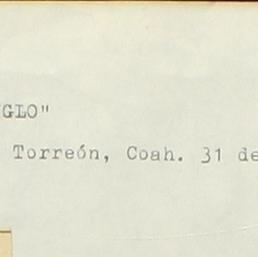 GLO"
Torreón, Coah. 31 de